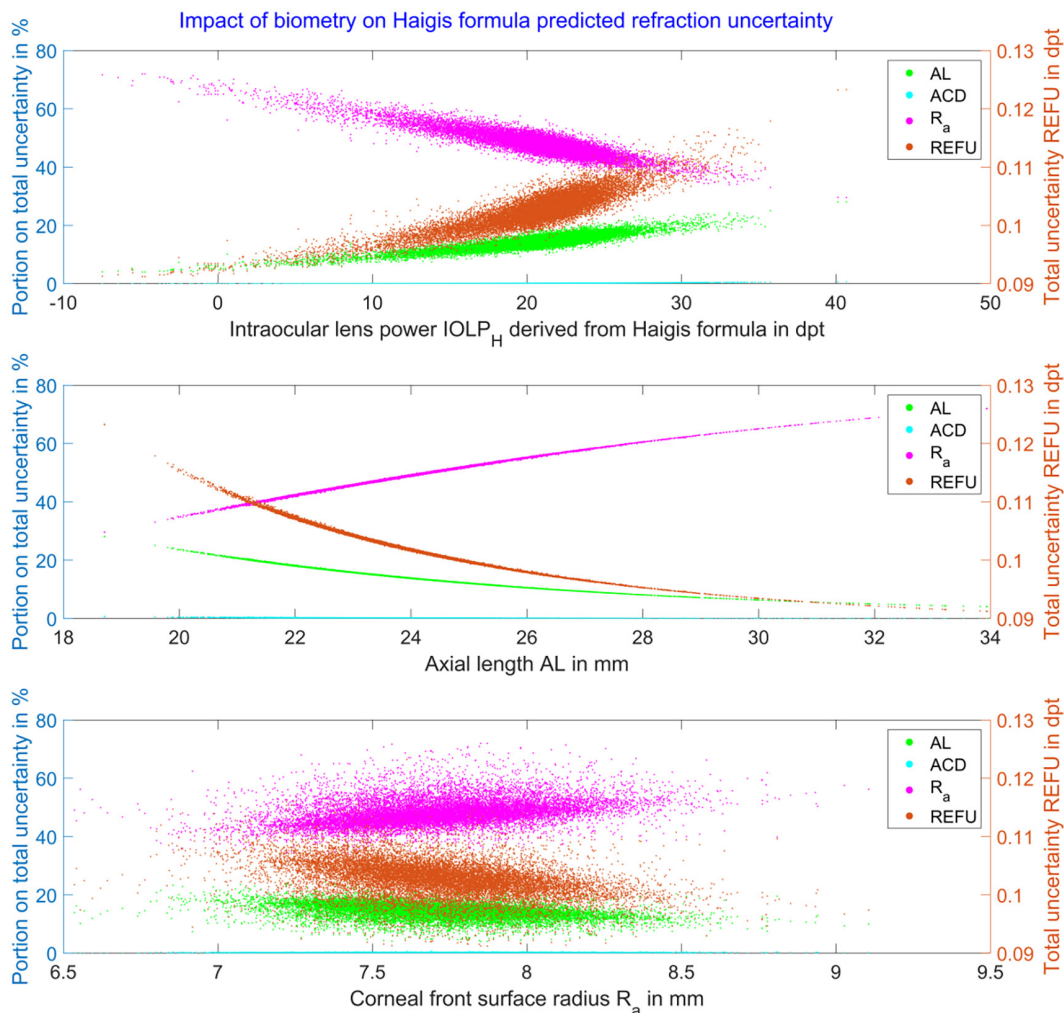 Impact of biometry on Haigis formula predicted refraction uncertainty
Portion on total uncertainty in %
80
60
40
20
0
-10 0 10 20 30 40 50
Intraocular lens power IOLP_H derived from Haigis formula in dpt
0.13
0.12
0.11
0.1
0.09
Total uncertainty REFU in dpt
AL
ACD
R_a
REFU
Portion on total uncertainty in %
80
60
40
20
0
18 20 22 24 26 28 30 32 34
Axial length AL in mm
0.13
0.12
0.11
0.1
0.09
Total uncertainty REFU in dpt
AL
ACD
R_a
REFU
Portion on total uncertainty in %
80
60
40
20
0
6.5 7 7.5 8 8.5 9 9.5
Corneal front surface radius R_a in mm
0.13
0.12
0.11
0.1
0.09
Total uncertainty REFU in dpt
AL
ACD
R_a
REFU